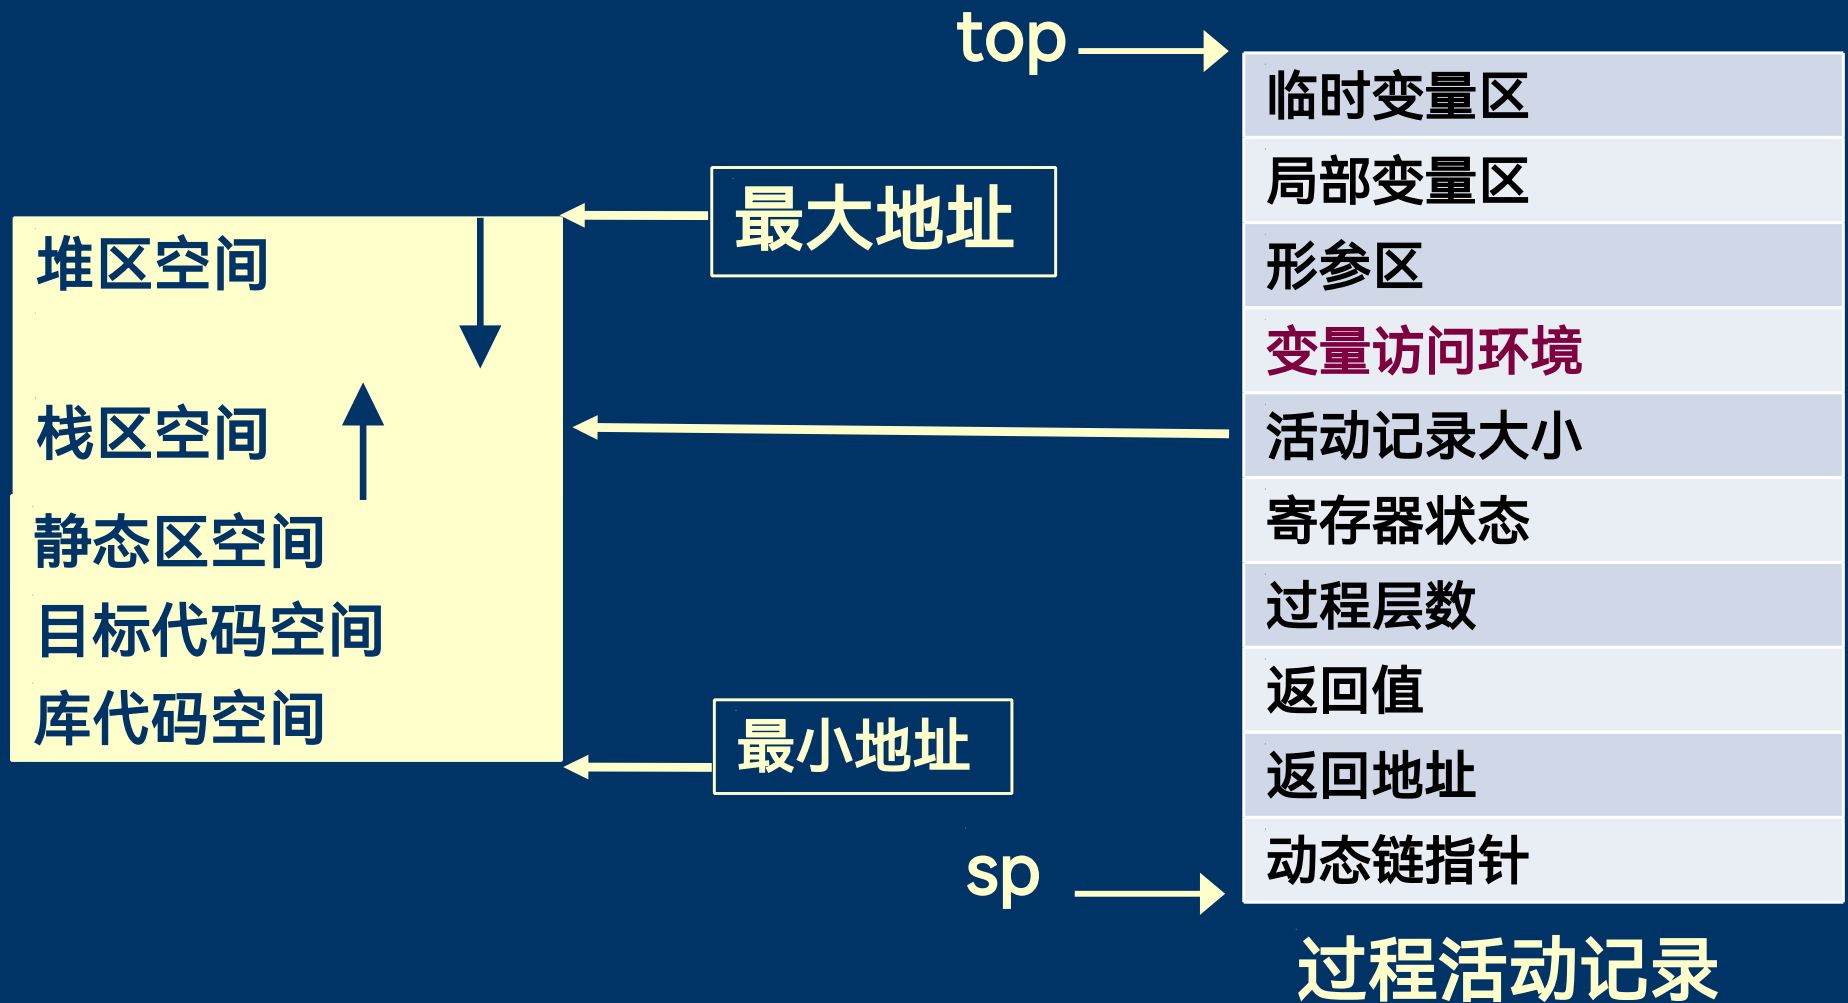 top
临时变量区
局部变量区
形参区
变量访问环境
活动记录大小
寄存器状态
过程层数
返回值
返回地址
动态链指针
sp
过程活动记录
最大地址
堆区空间
栈区空间
静态区空间
目标代码空间
库代码空间
最小地址